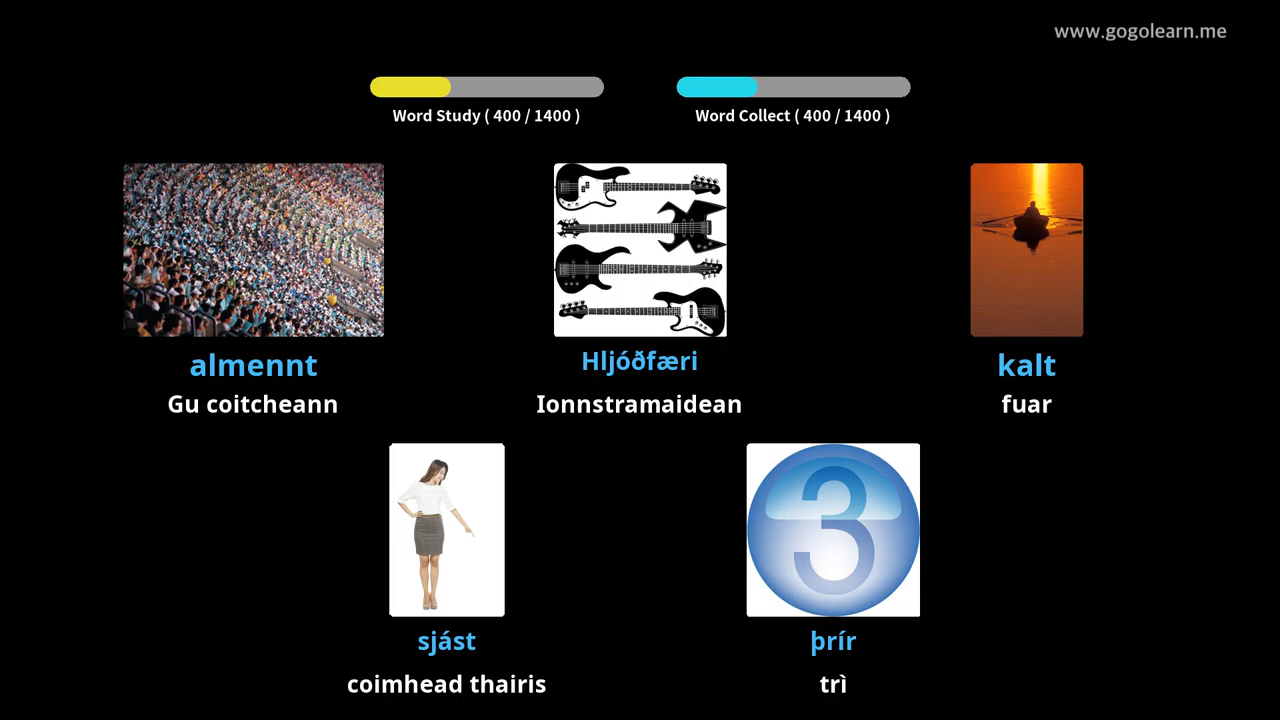 www.gogolearn.me
Word Study ( 400 / 1400 )
Word Collect ( 400 / 1400 )
almennt
Gu coitcheann
Hljóðfæri
Ionnstramaidean
kalt
fuar
sjást
coimhead thairis
3
þrír
trì